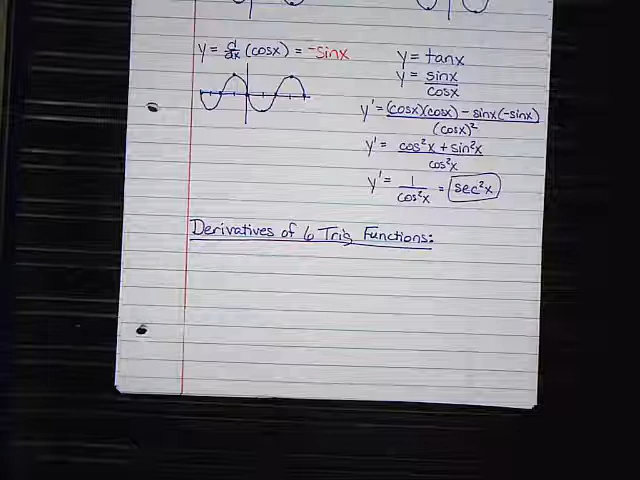 y = d/dx (cosx) = -sinx
y = tanx
y = sinx/cosx
y' = (cosx)(cosx) - sinx(-sinx)/(cosx)²
y' = cos²x + sin²x/cos²x
y' = 1/cos²x = sec²x
Derivatives of 6 Trig Functions: